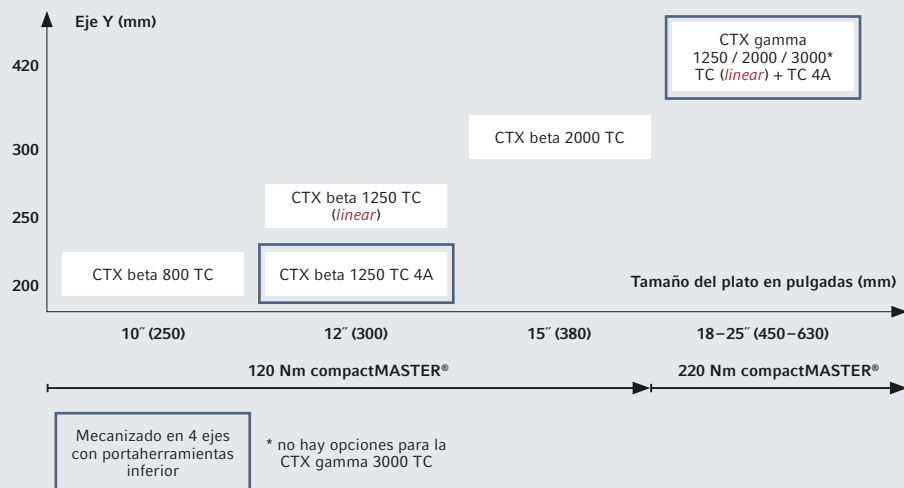 Eje Y (mm)
420
300
250
200
CTX gamma
1250 / 2000 / 3000*
TC (linear) + TC 4A
CTX beta 2000 TC
CTX beta 1250 TC
(linear)
CTX beta 800 TC
CTX beta 1250 TC 4A
Tamaño del plato en pulgadas (mm)
10˝ (250)
12˝ (300)
15˝ (380)
18–25˝ (450–630)
120 Nm compactMASTER®
220 Nm compactMASTER®
Mecanizado en 4 ejes
con portaherramientas
inferior
* no hay opciones para la
CTX gamma 3000 TC